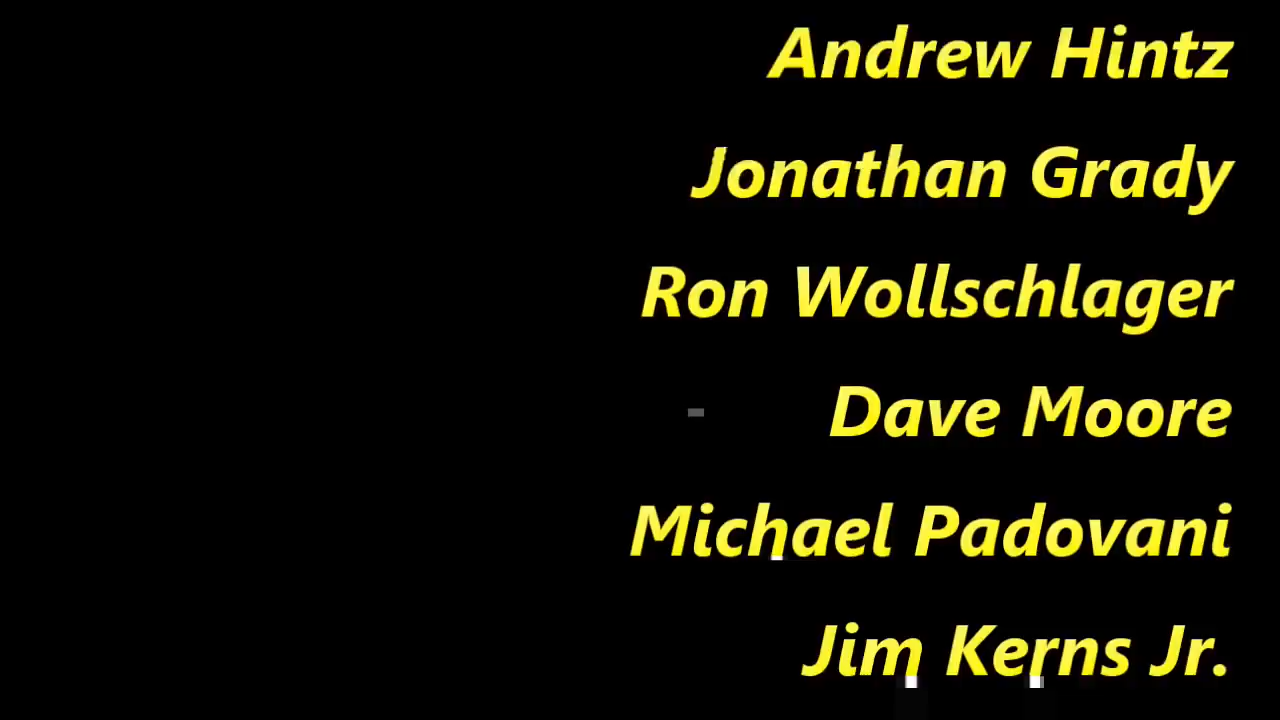 Andrew Hintz
Jonathan Grady
Ron Wollschlager
Dave Moore
Michael Padovani
Jim Kerns Jr.